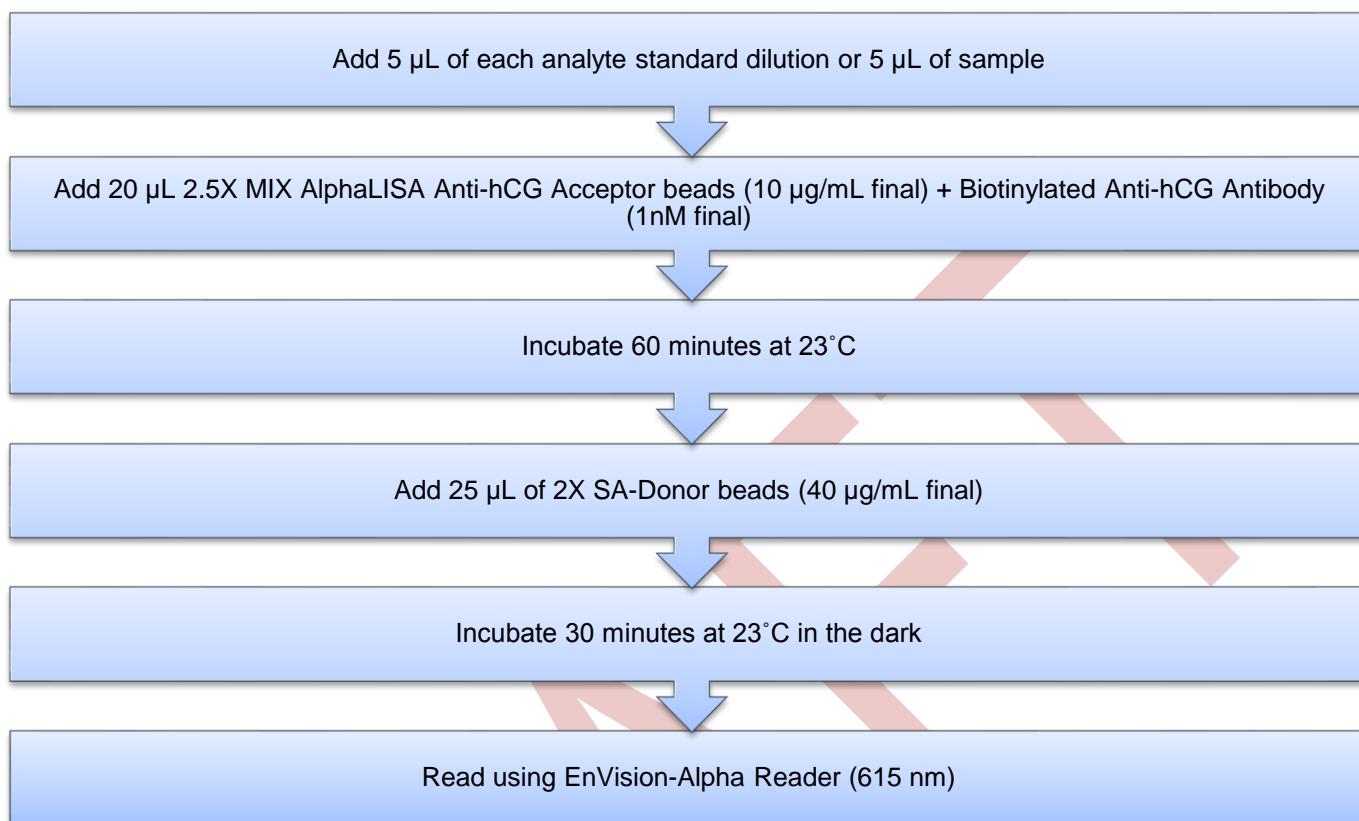 Add 5 µL of each analyte standard dilution or 5 µL of sample
Add 20 µL 2.5X MIX AlphaLISA Anti-hCG Acceptor beads (10 µg/mL final) + Biotinylated Anti-hCG Antibody
(1nM final)
Incubate 60 minutes at 23˚C
Add 25 µL of 2X SA-Donor beads (40 µg/mL final)
Incubate 30 minutes at 23˚C in the dark
Read using EnVision-Alpha Reader (615 nm)